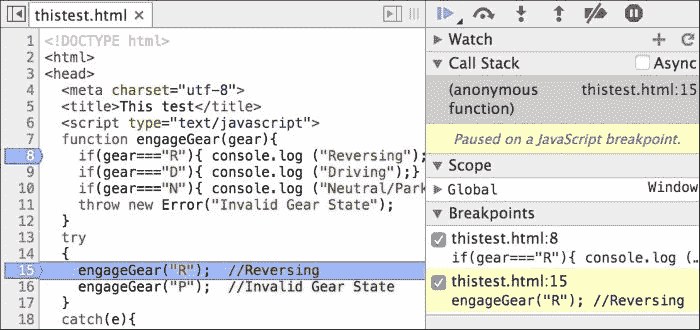 thistest.html ×
1 <!DOCTYPE html>
2 <html>
3 <head>
4 <meta charset="utf-8">
5 <title>This test</title>
6 <script type="text/javascript">
7 function engageGear(gear){
8 if(gear==="R"){ console.log ("Reversing");
9 if(gear==="D"){ console.log ("Driving");}
10 if(gear==="N"){ console.log ("Neutral/Park
11 throw new Error("Invalid Gear State");
12 }
13 try
14 {
15 engageGear("R"); //Reversing
16 engageGear("P"); //Invalid Gear State
17 }
18 catch(e){
Watch
Call Stack
Async
(anonymous function) thistest.html:15
Paused on a JavaScript breakpoint.
Scope
Global Window
Breakpoints
thistest.html:8
if(gear==="R"){ console.log (…
thistest.html:15
engageGear("R"); //Reversing